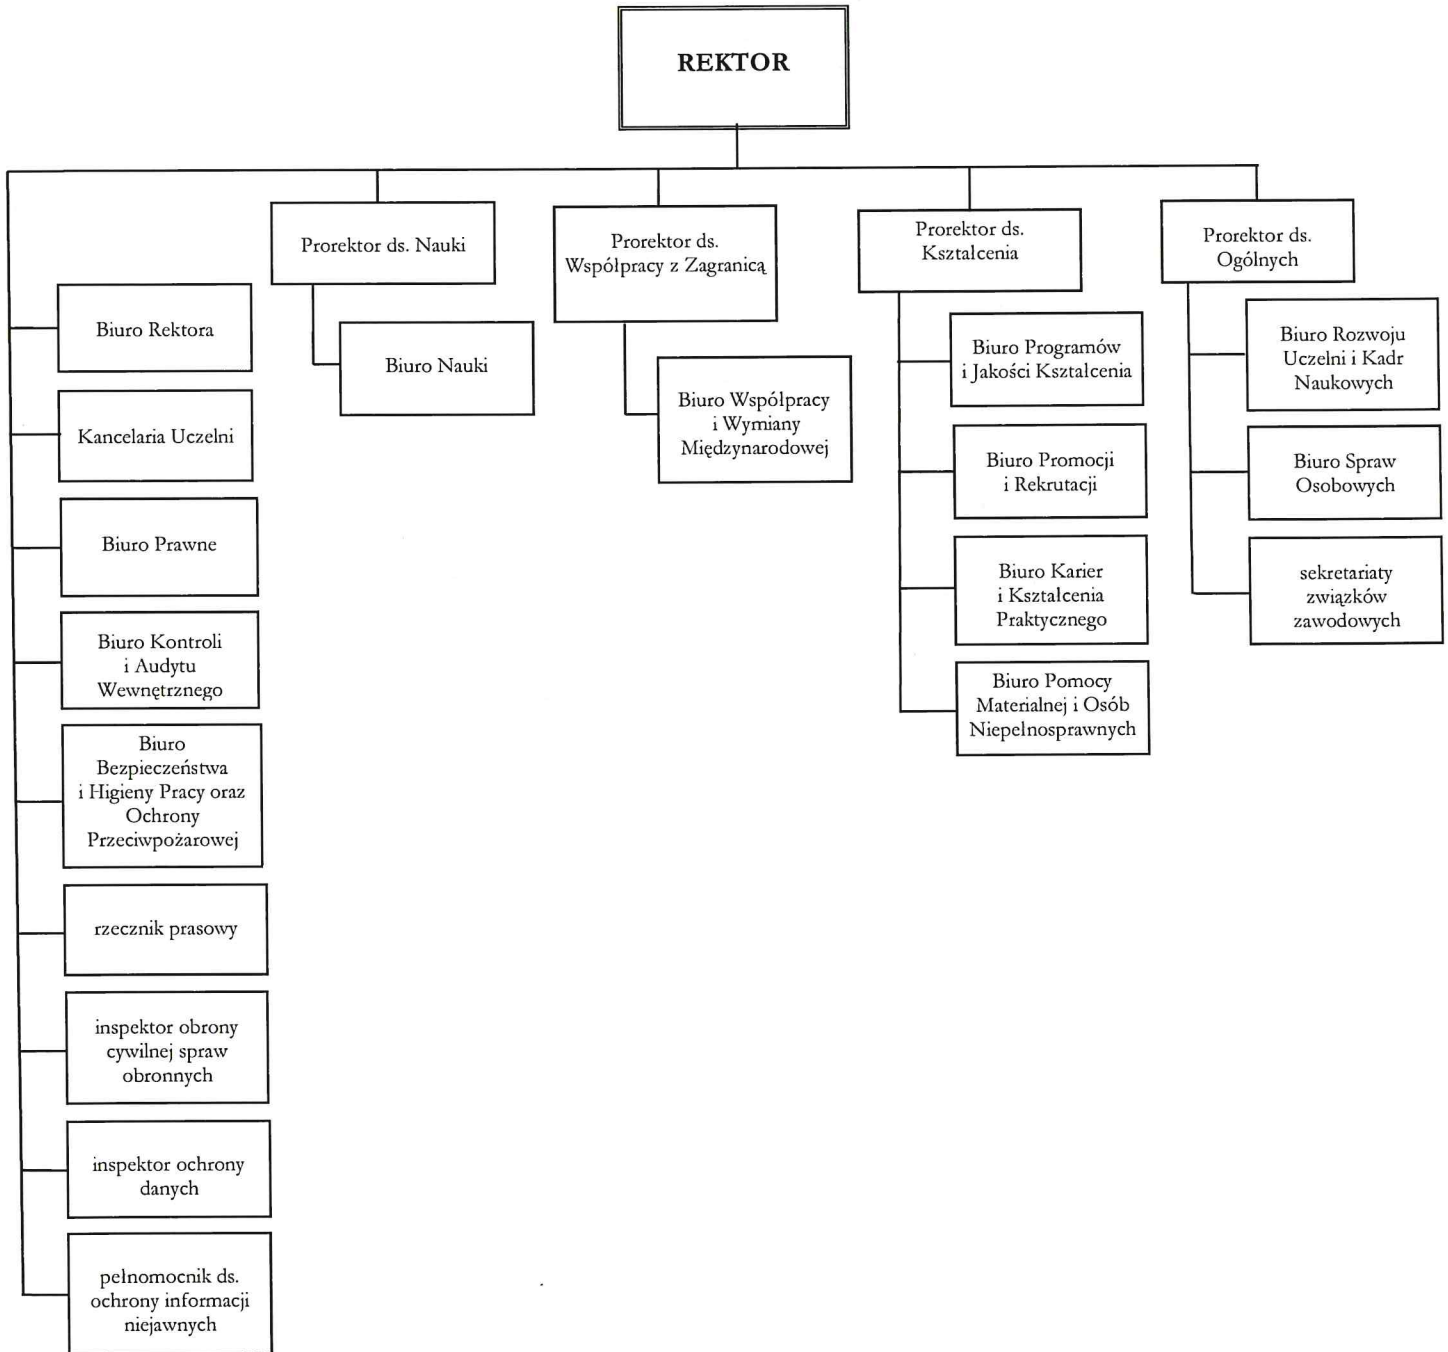 REKTOR
Prorektor ds. Nauki
Biuro Nauki
Prorektor ds.
Współpracy z Zagranicą
Biuro Współpracy
i Wymiany
Międzynarodowej
Prorektor ds.
Kształcenia
Biuro Programów
i Jakości Kształcenia
Biuro Promocji
i Rekrutacji
Biuro Karier
i Kształcenia
Praktycznego
Biuro Pomocy
Materialnej i Osób
Niepełnosprawnych
Prorektor ds.
Ogólnych
Biuro Rozwoju
Uczelni i Kadr
Naukowych
Biuro Spraw
Osobowych
sekretariaty
związków
zawodowych
Biuro Rektora
Kancelaria Uczelni
Biuro Prawne
Biuro Kontroli
i Audytu
Wewnętrznego
Biuro
Bezpieczeństwa
i Higieny Pracy oraz
Ochrony
Przeciwpożarowej
rzecznik prasowy
inspektor obrony
cywilnej spraw
obronnych
inspektor ochrony
danych
pełnomocnik ds.
ochrony informacji
niejawnych